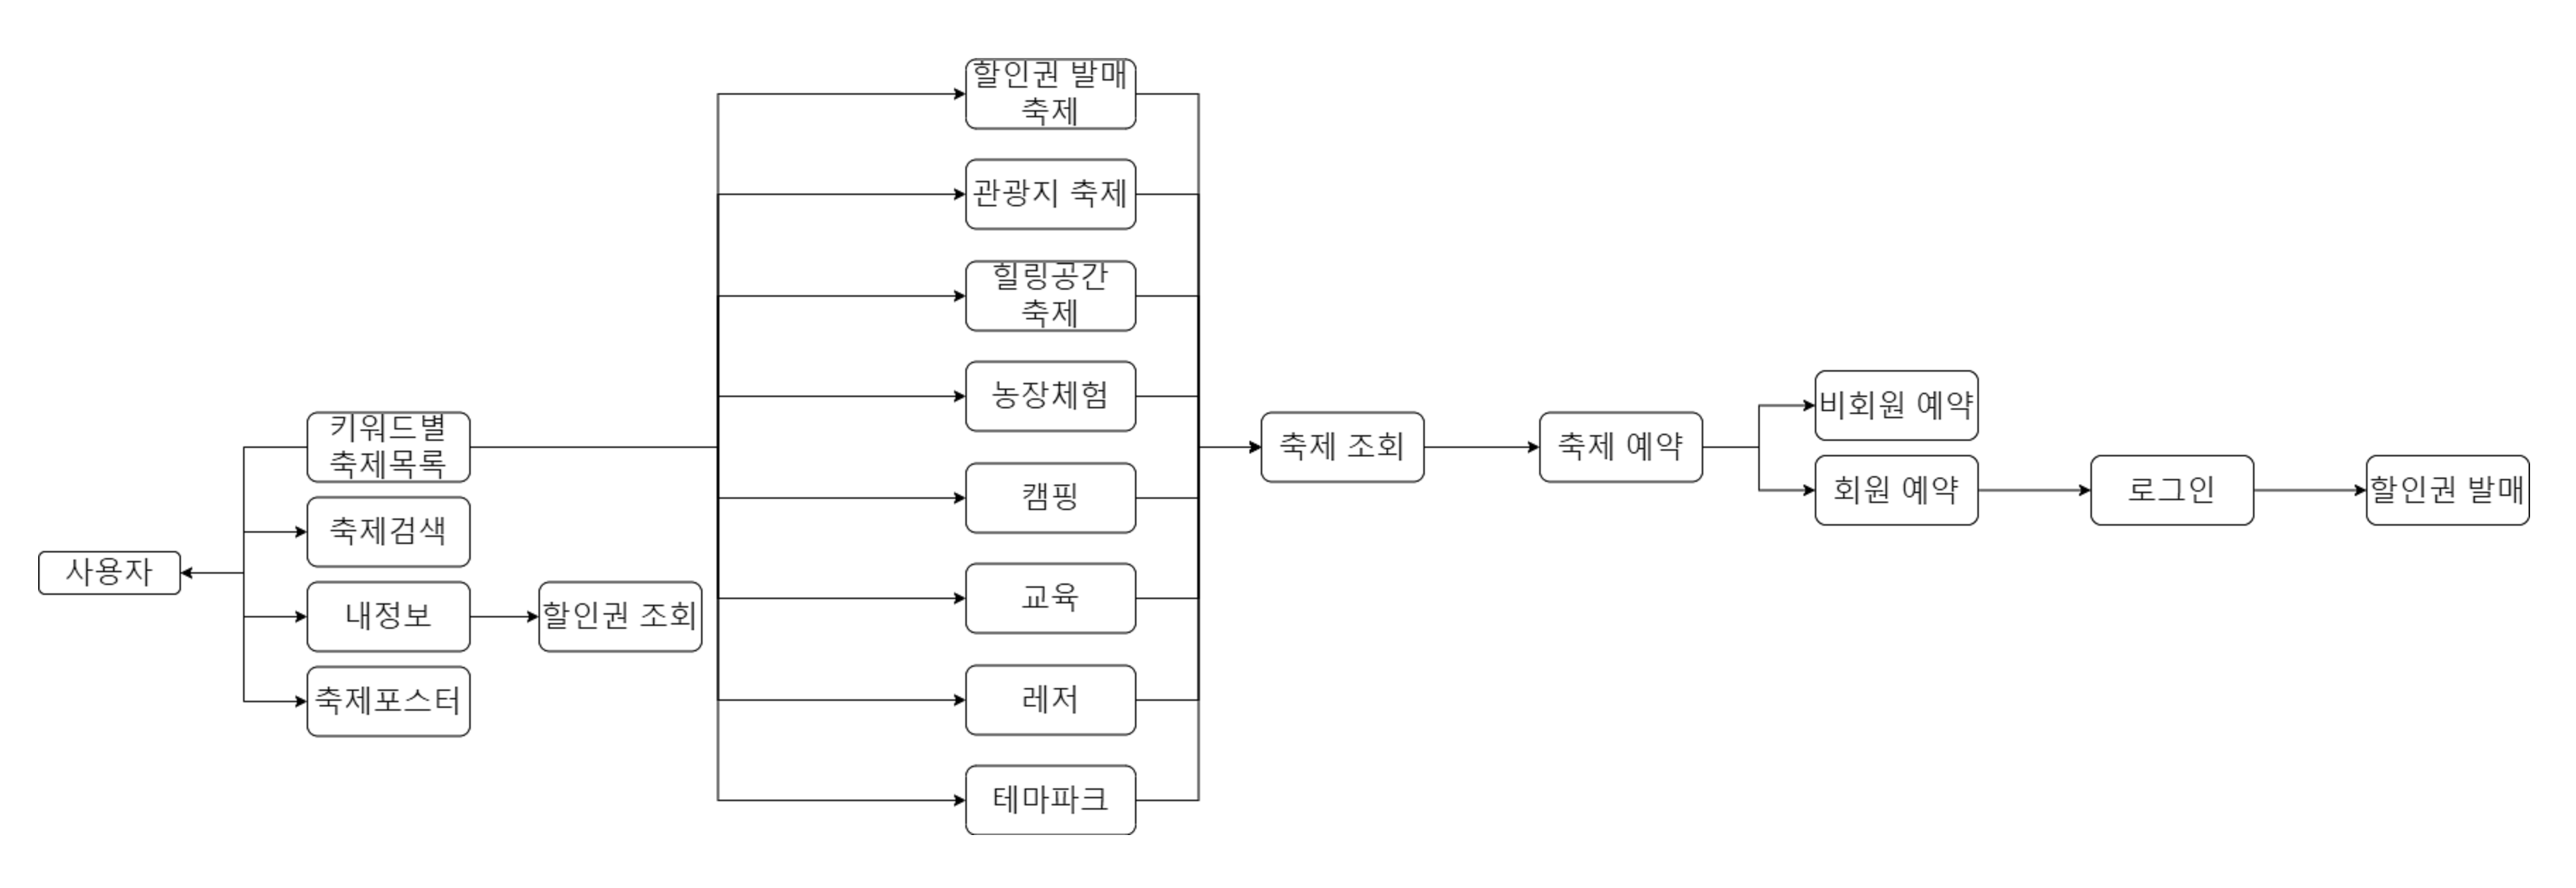 사용자
키워드별
축제목록
축제검색
내정보
축제포스터
할인권 조회
할인권 발매
축제
관광지 축제
힐링공간
축제
농장체험
캠핑
교육
레저
테마파크
축제 조회
축제 예약
비회원 예약
회원 예약
로그인
할인권 발매